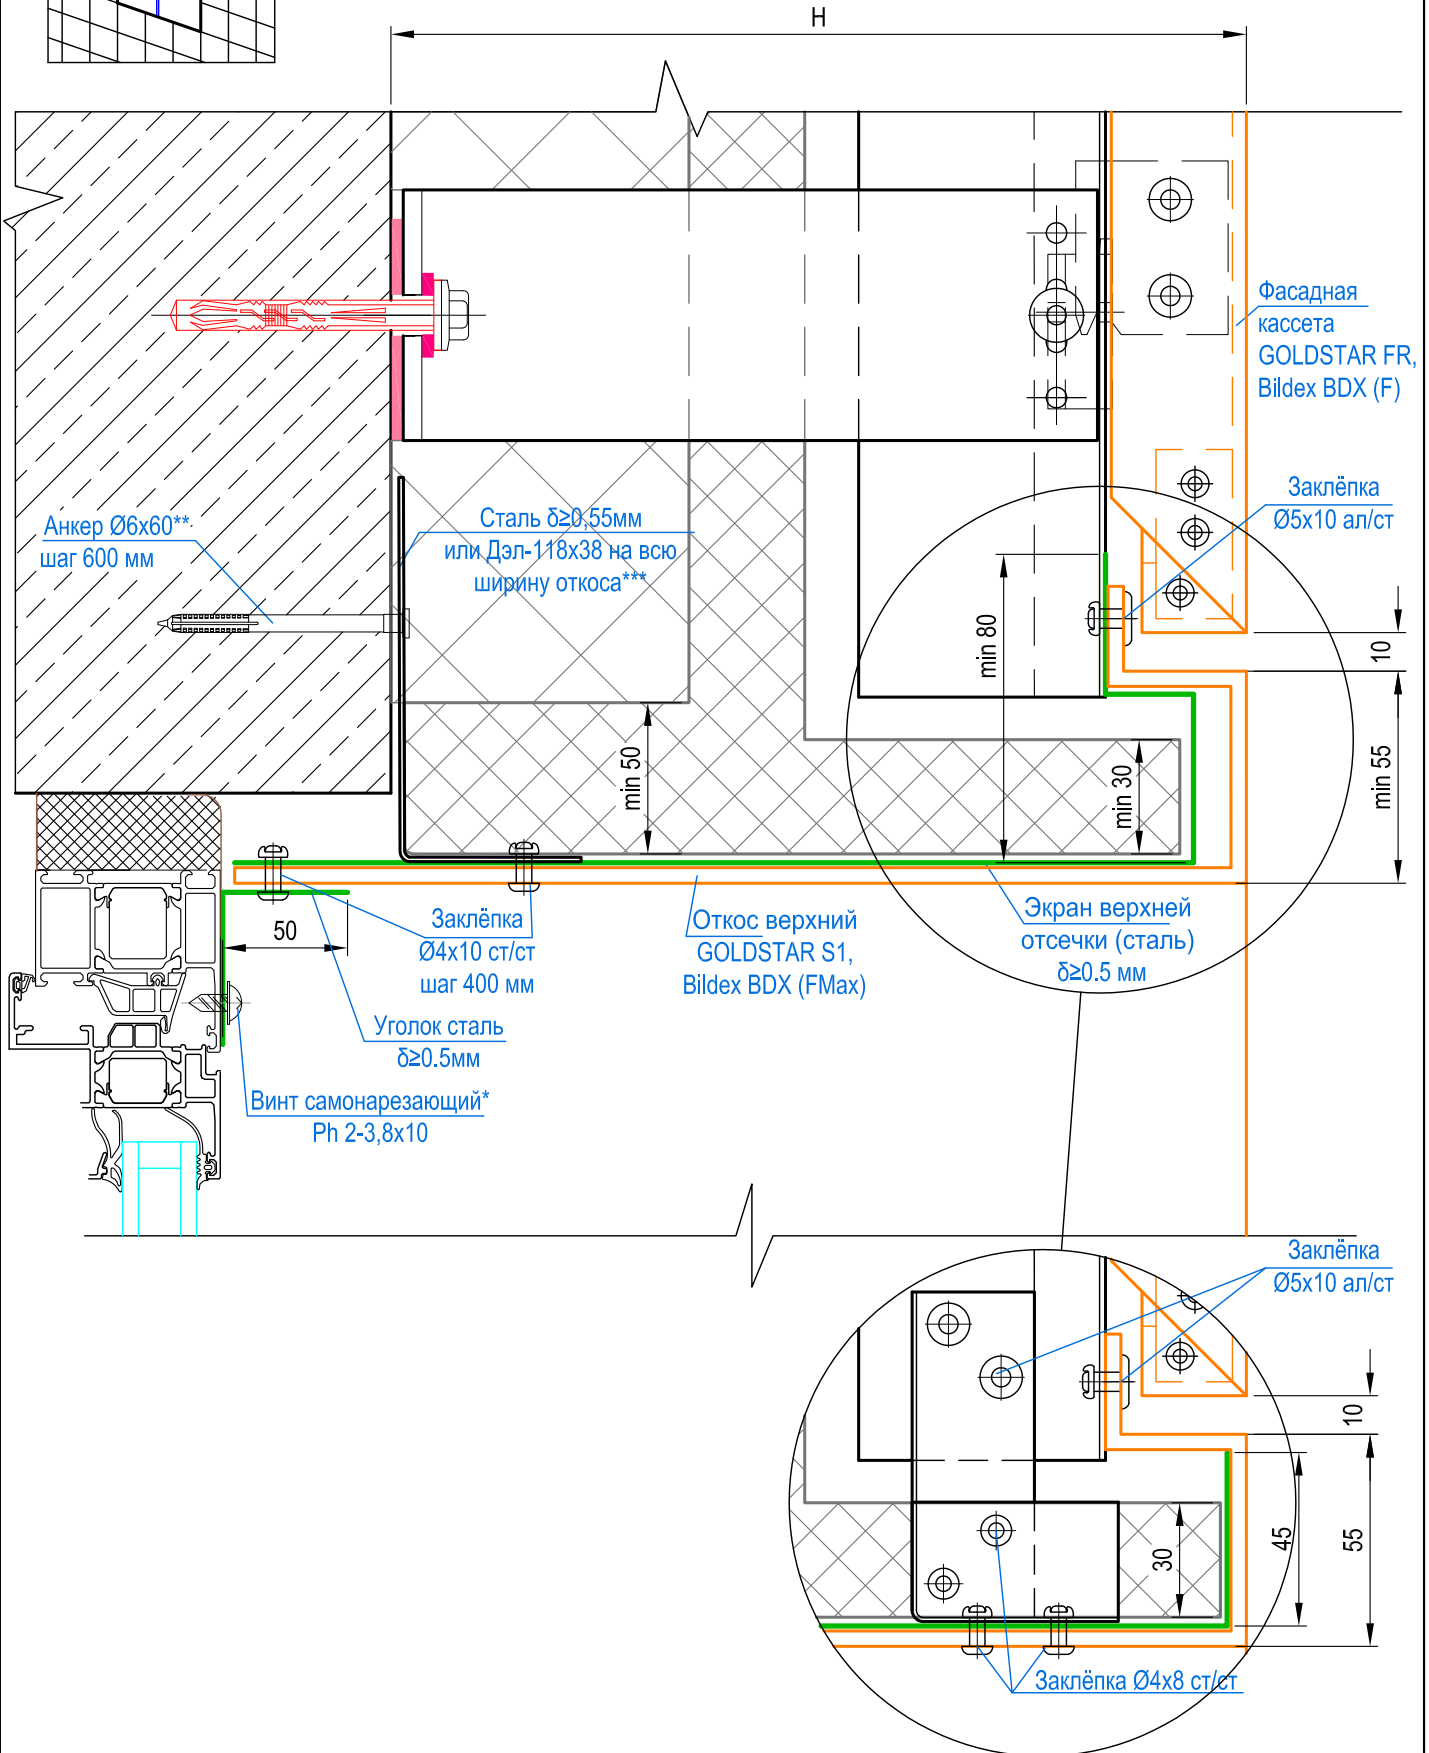 H
Фасадная
кассета
GOLDSTAR FR,
Bildex BDX (F)
Заклёпка
Ø5x10 ал/ст
Анкер Ø6x60**
шаг 600 мм
Сталь δ≥0,55мм
или Дэл-118x38 на всю
ширину откоса***
min 80
10
min 50
min 30
min 55
50
Заклёпка
Ø4x10 ст/ст
шаг 400 мм
Откос верхний
GOLDSTAR S1,
Bildex BDX (FMax)
Экран верхней
отсечки (сталь)
δ≥0.5 мм
Уголок сталь
δ≥0.5мм
Винт самонарезающий*
Ph 2-3,8x10
Заклёпка
Ø5x10 ал/ст
10
30
45
55
Заклёпка Ø4x8 ст/ст